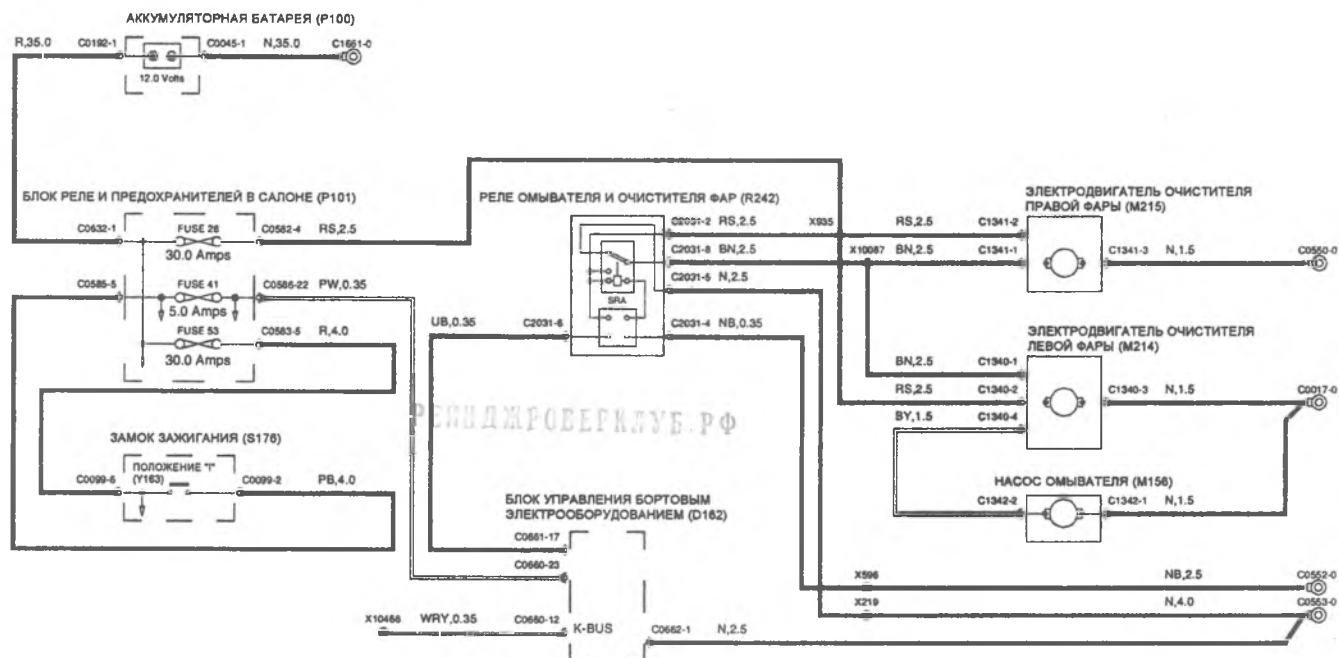 АККУМУЛЯТОРНАЯ БАТАРЕЯ (P100)
R,35.0 C0192-1 C0045-1 N,35.0 C1661-0
12.0 Volts
БЛОК РЕЛЕ И ПРЕДОХРАНИТЕЛЕЙ В САЛОНЕ (P101)
C0632-1 FUSE 26 C0582-4 RS,2.5
30.0 Amps
C0585-5 FUSE 41 C0586-22 PW,0.35
5.0 Amps
FUSE 53 C0583-5 R,4.0
30.0 Amps
ЗАМОК ЗАЖИГАНИЯ (S176)
ПОЛОЖЕНИЕ "I"
(Y163)
C0099-6 C0099-2 PB,4.0
РЕЛЕ ОМЫВАТЕЛЯ И ОЧИСТИТЕЛЯ ФАР (R242)
C2031-2 RS,2.5 X935 RS,2.5 C1341-2
C2031-8 BN,2.5 X10087 BN,2.5 C1341-1
C2031-5 N,2.5
SRA
UB,0.35 C2031-6 C2031-4 NB,0.35
ЭЛЕКТРОДВИГАТЕЛЬ ОЧИСТИТЕЛЯ
ПРАВОЙ ФАРЫ (M215)
C1341-3 N,1.5 C0550-0
ЭЛЕКТРОДВИГАТЕЛЬ ОЧИСТИТЕЛЯ
ЛЕВОЙ ФАРЫ (M214)
BN,2.5 C1340-1
RS,2.5 C1340-2 C1340-3 N,1.5 C0017-0
BY,1.5 C1340-4
РЕЙНДЖРОВЕРКЛУБ.РФ
НАСОС ОМЫВАТЕЛЯ (M156)
C1342-2 C1342-1 N,1.5
БЛОК УПРАВЛЕНИЯ БОРТОВЫМ
ЭЛЕКТРООБОРУДОВАНИЕМ (D162)
C0661-17
C0660-23
X596 NB,2.5 C0552-0
X219 N,4.0 C0553-0
X10466 WRY,0.35 C0660-12 K-BUS C0662-1 N,2.5